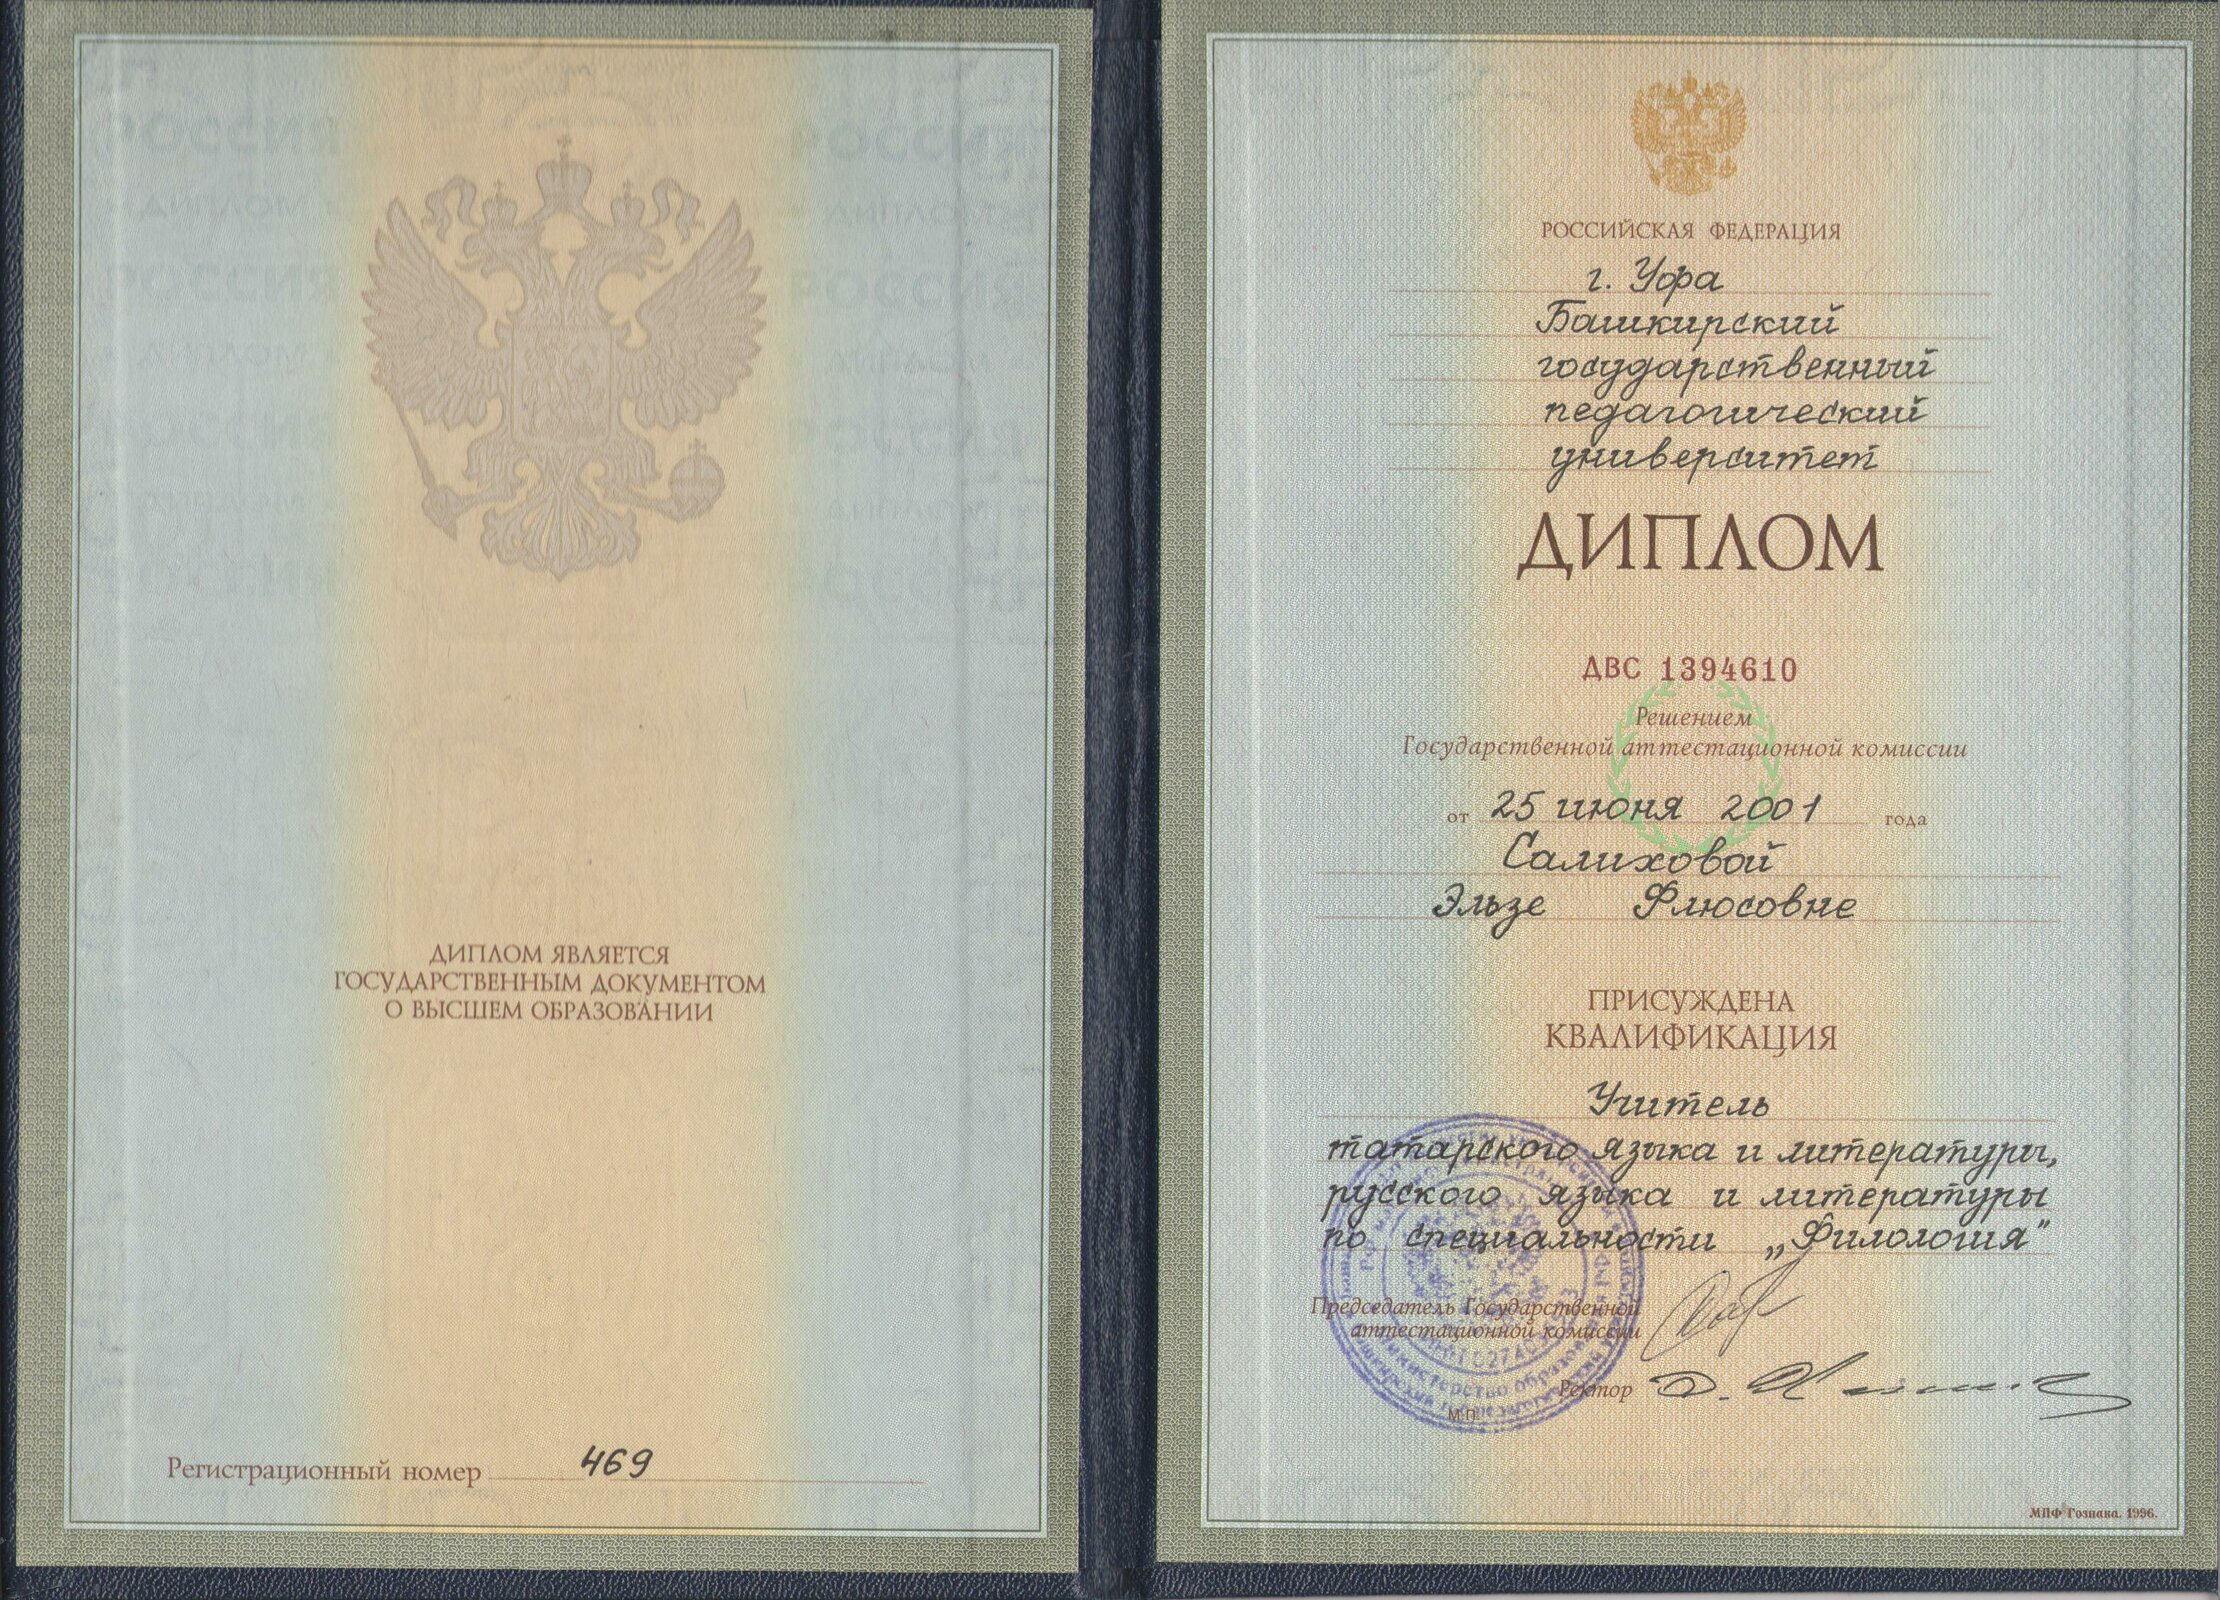 ДИПЛОМ ЯВЛЯЕТСЯ
ГОСУДАРСТВЕННЫМ ДОКУМЕНТОМ
О ВЫСШЕМ ОБРАЗОВАНИИ
Регистрационный номер 469
РОССИЙСКАЯ ФЕДЕРАЦИЯ
г. Уфа
Башкирский
государственный
педагогический
университет
ДИПЛОМ
ДВС 1394610
Решением
Государственной аттестационной комиссии
от 25 июня 2001 года
Салиховой
Эльзе Флюсовне
ПРИСУЖДЕНА
КВАЛИФИКАЦИЯ
Учитель
татарского языка и литературы,
русского языка и литературы
по специальности „Филология"
Председатель Государственной
аттестационной комиссии
Ректор
М.П.
МПФ Гознака. 1996.